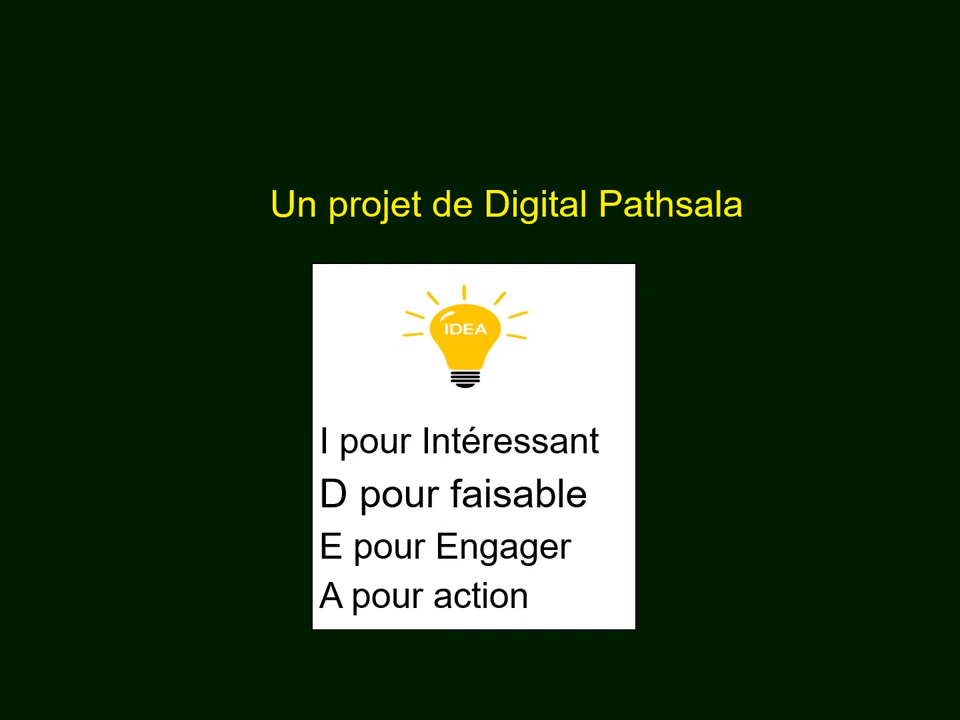 Un projet de Digital Pathsala
IDEA
I pour Intéressant
D pour faisable
E pour Engager
A pour action